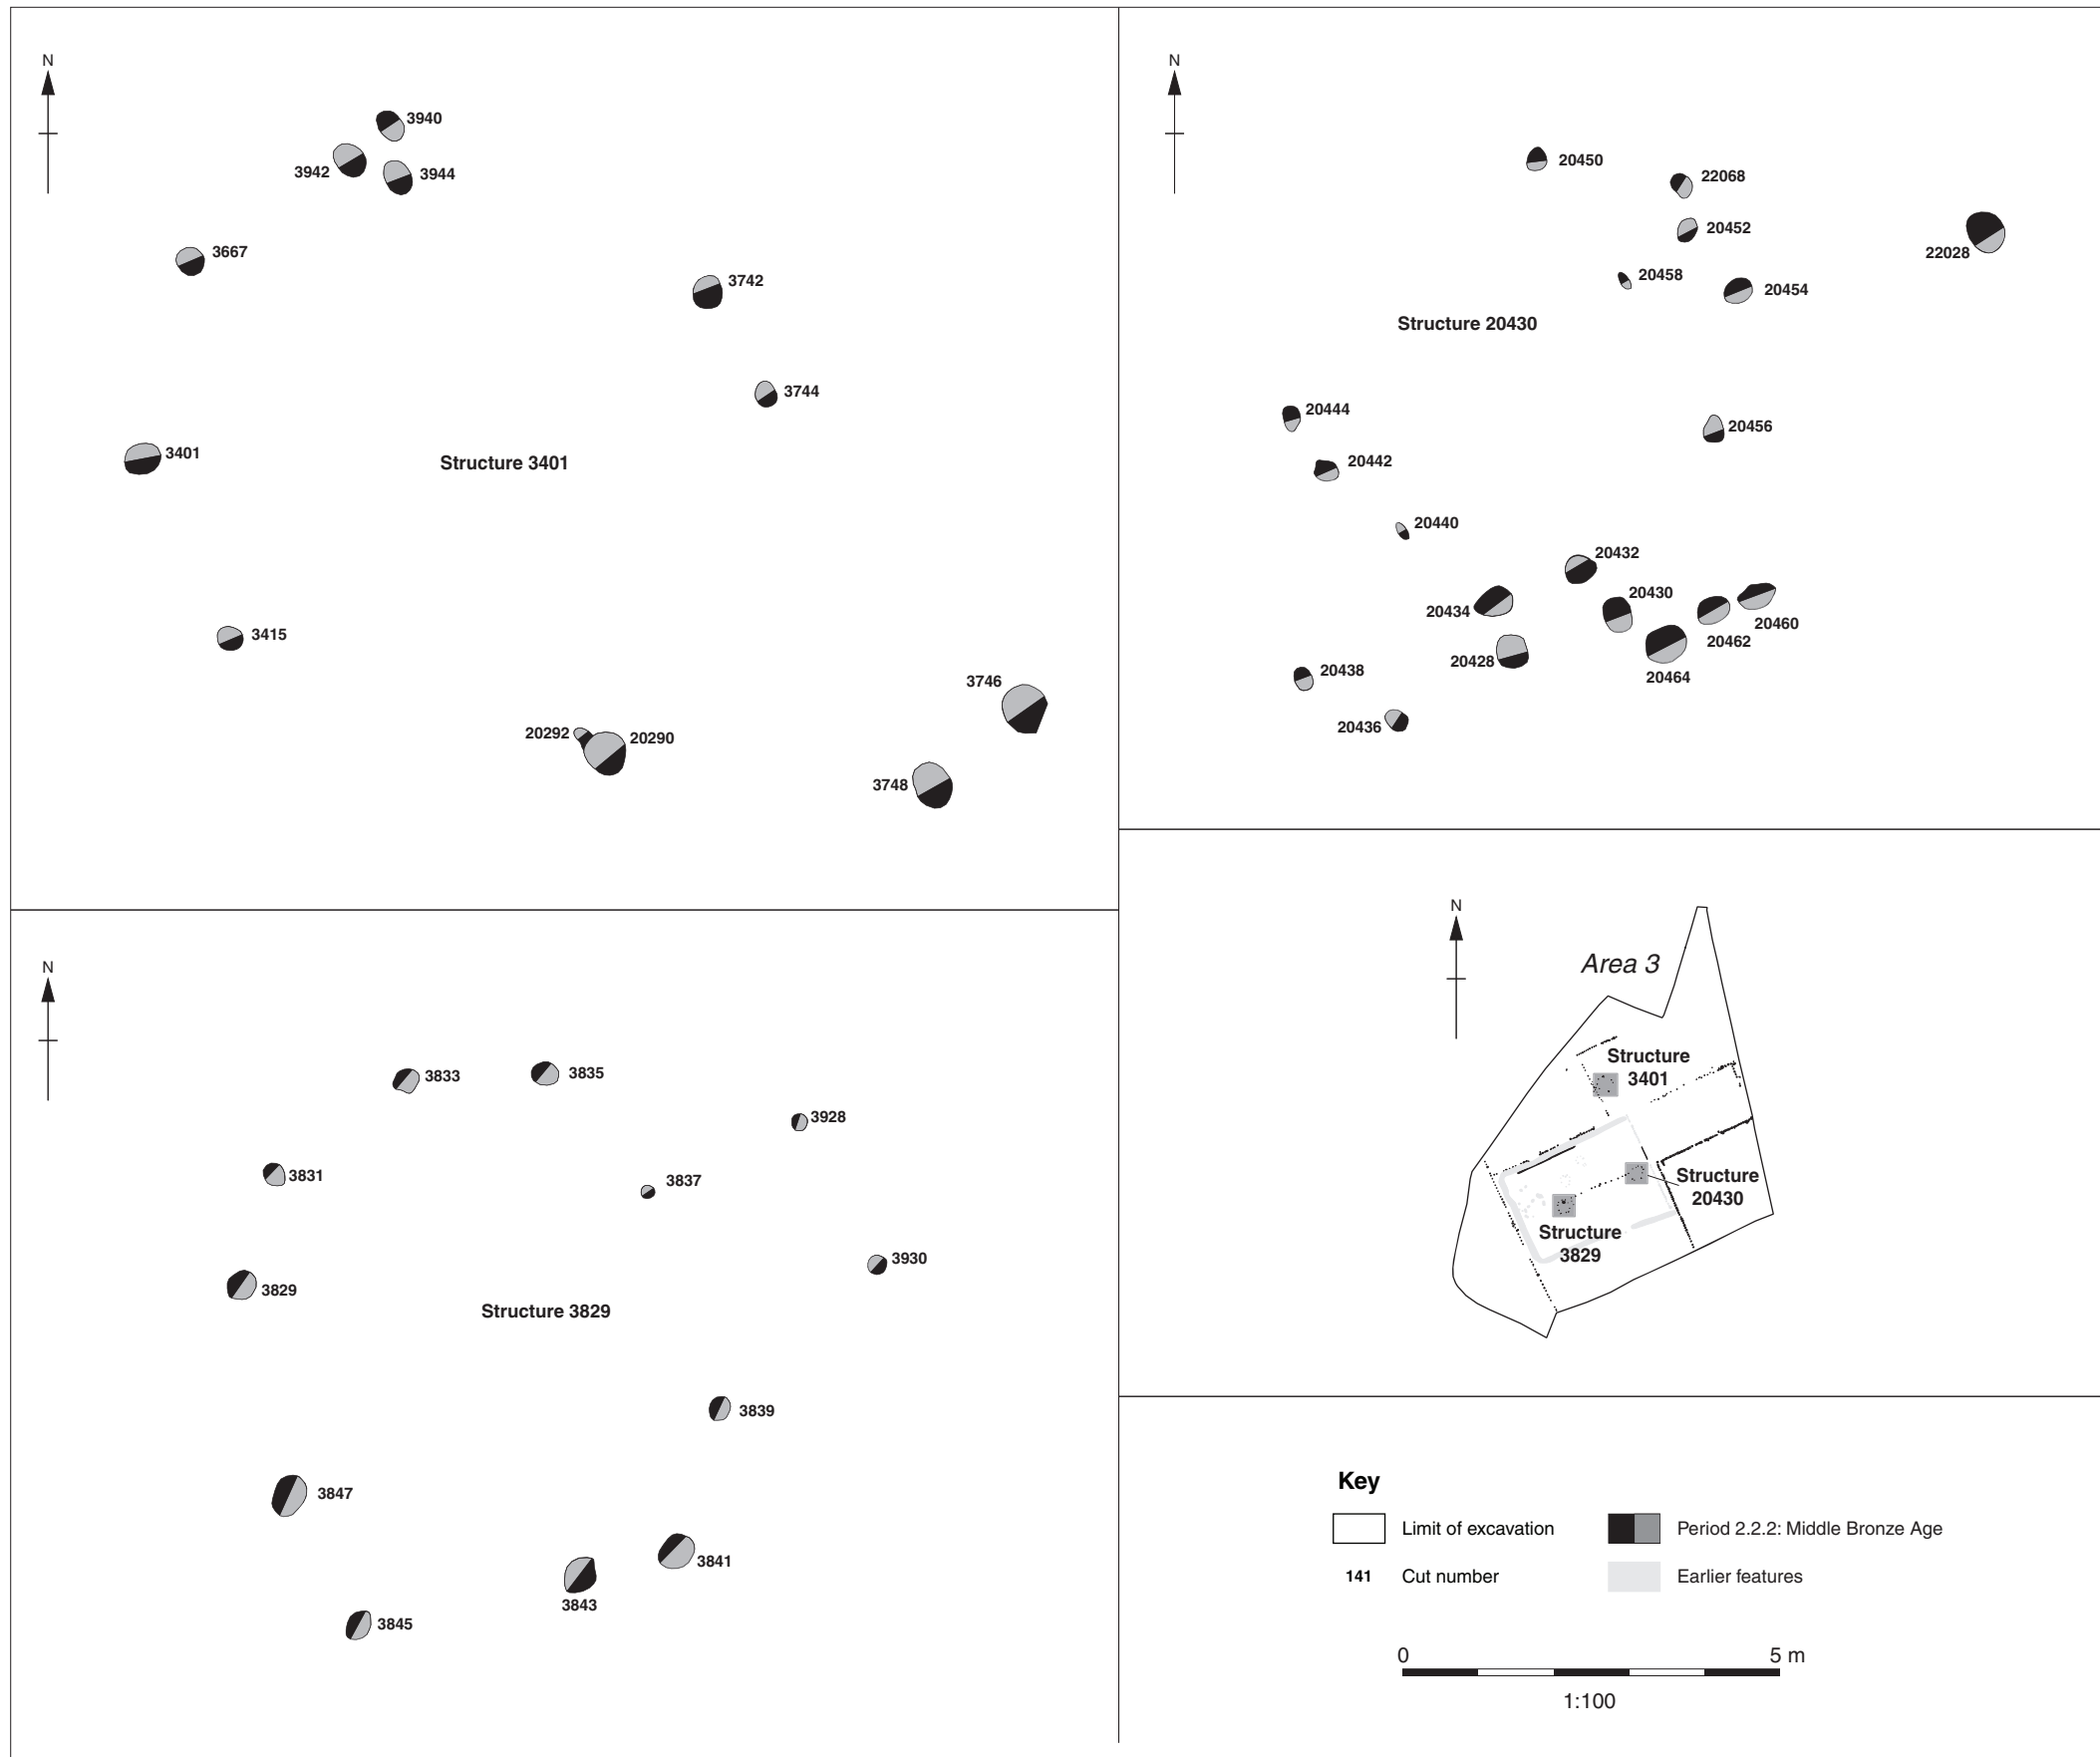 N
3940
3942
3944
3667
3742
3744
3401
Structure 3401
3415
3746
20292
20290
3748
N
20450
22068
20452
22028
20458
20454
Structure 20430
20444
20456
20442
20440
20432
20430
20434
20460
20462
20428
20464
20438
20436
N
3833
3835
3928
3831
3837
3930
3829
Structure 3829
3839
3847
3841
3843
3845
N
Area 3
Structure
3401
Structure
20430
Structure
3829
Key
Limit of excavation
Period 2.2.2: Middle Bronze Age
141
Cut number
Earlier features
0
5 m
1:100